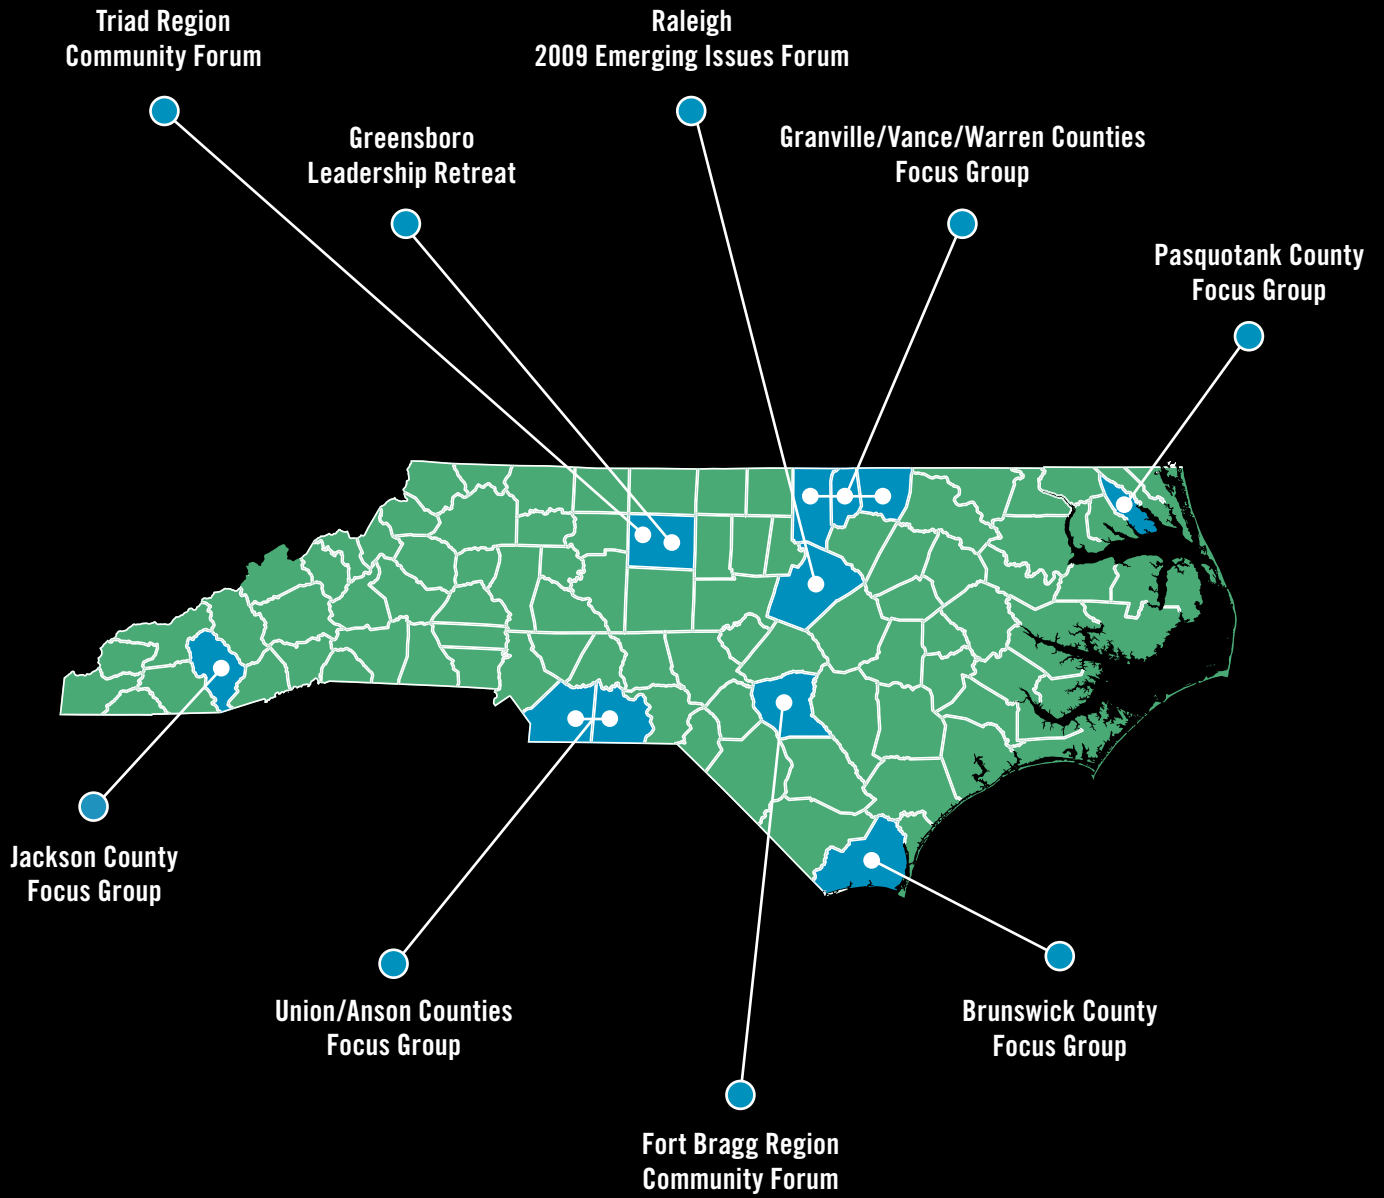 Triad Region
Community Forum
Raleigh
2009 Emerging Issues Forum
Greensboro
Leadership Retreat
Granville/Vance/Warren Counties
Focus Group
Pasquotank County
Focus Group
Jackson County
Focus Group
Union/Anson Counties
Focus Group
Brunswick County
Focus Group
Fort Bragg Region
Community Forum